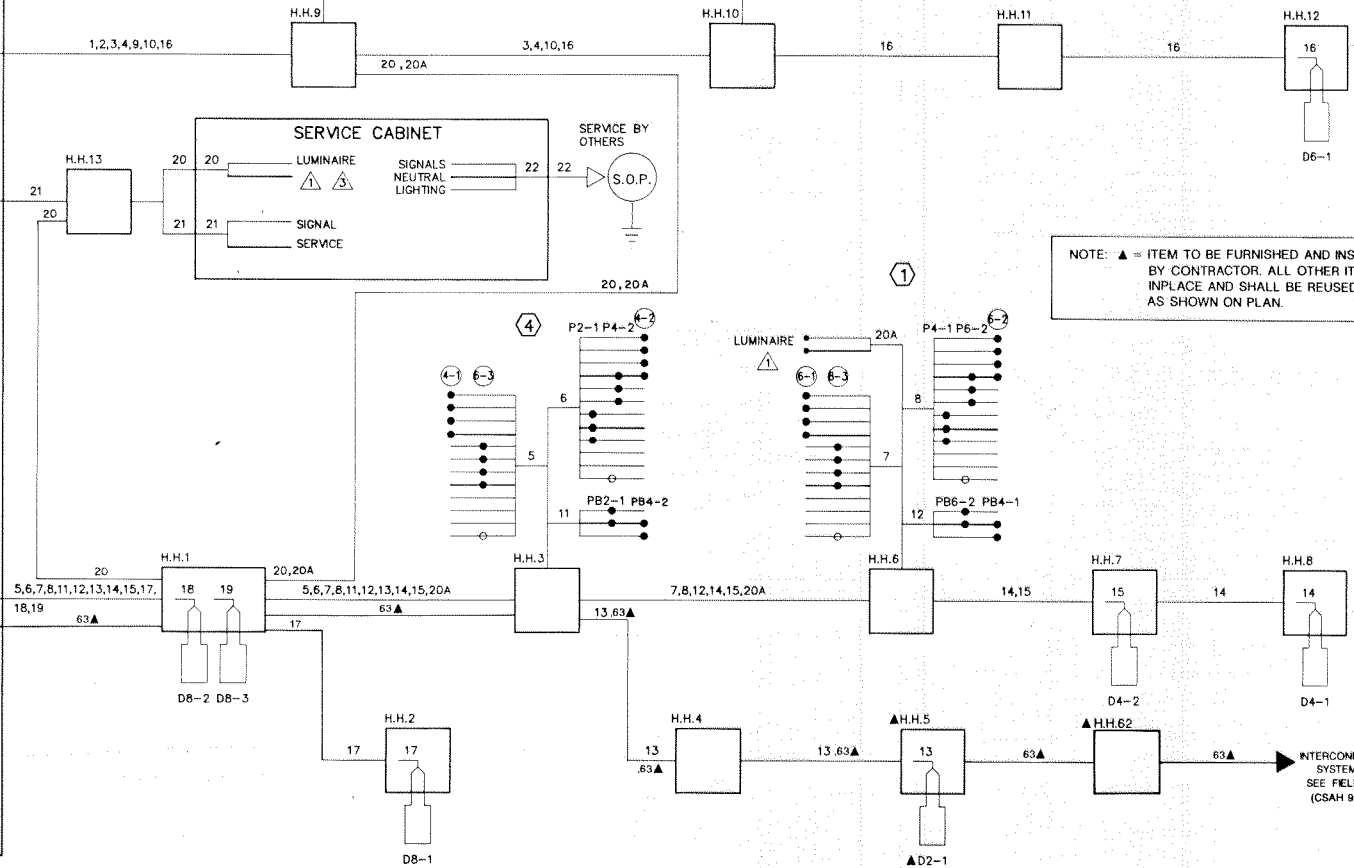 H.H.9
H.H.10
H.H.11
H.H.12
1,2,3,4,9,10,16
3,4,10,16
16
16
16
20,20A
D6-1
SERVICE CABINET
SERVICE BY
OTHERS
H.H.13
20
20
LUMINAIRE
1
3
SIGNALS
NEUTRAL
LIGHTING
22
22
S.O.P.
21
20
21
21
SIGNAL
SERVICE
NOTE: ▲ = ITEM TO BE FURNISHED AND INS
BY CONTRACTOR. ALL OTHER IT
INPLACE AND SHALL BE REUSED
AS SHOWN ON PLAN.
20,20A
1
4
P2-1 P4-2
4-2
LUMINAIRE
1
20A
P4-1 P6-2
6-2
4-1
6-3
6
6-1
8-3
8
5
7
PB2-1 PB4-2
11
PB6-2 PB4-1
12
H.H.1
H.H.3
H.H.6
H.H.7
H.H.8
20
20,20A
5,6,7,8,11,12,13,14,15,17,
18,19
18
19
5,6,7,8,11,12,13,14,15,20A
7,8,12,14,15,20A
14,15
15
14
14
63▲
63▲
13,63▲
17
D8-2 D8-3
D4-2
D4-1
H.H.2
H.H.4
▲H.H.5
▲H.H.62
17
17
13
,63▲
13,63▲
13
63▲
63▲
INTERCONN
SYSTEM
SEE FIEL
(CSAH 9
D8-1
▲D2-1